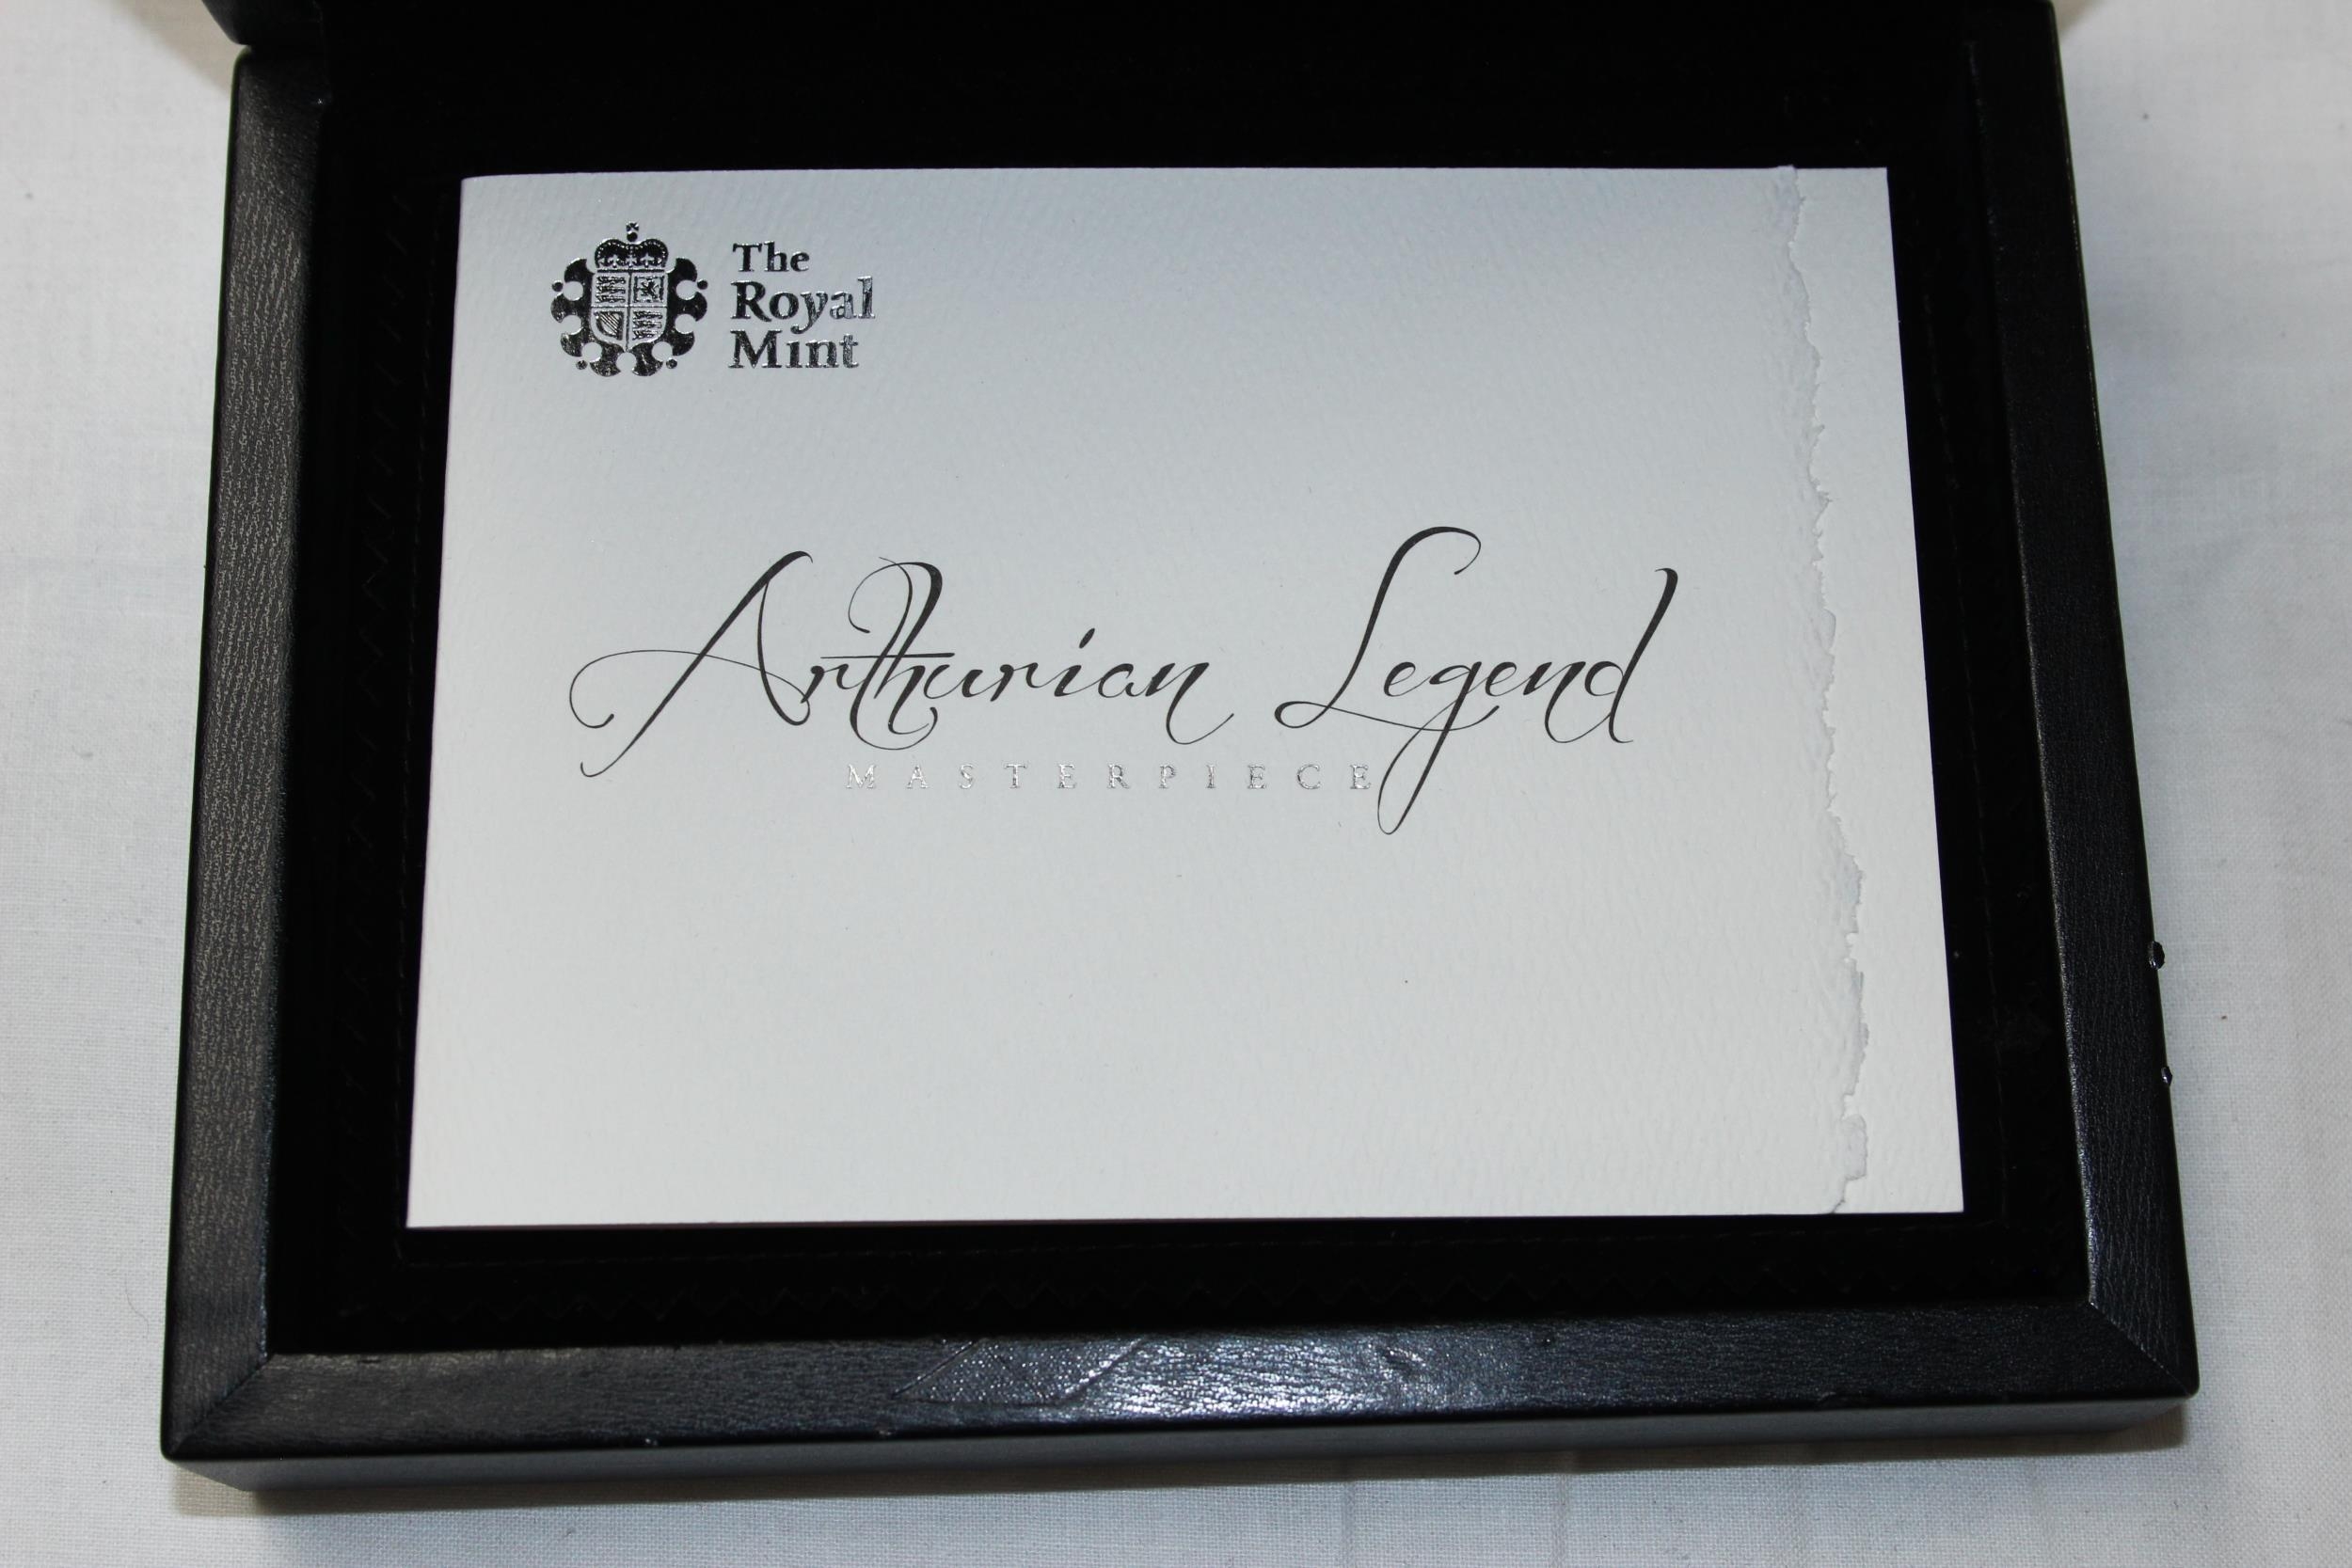 The
Royal
Mint
Arthurian Legend
MASTERPIECE